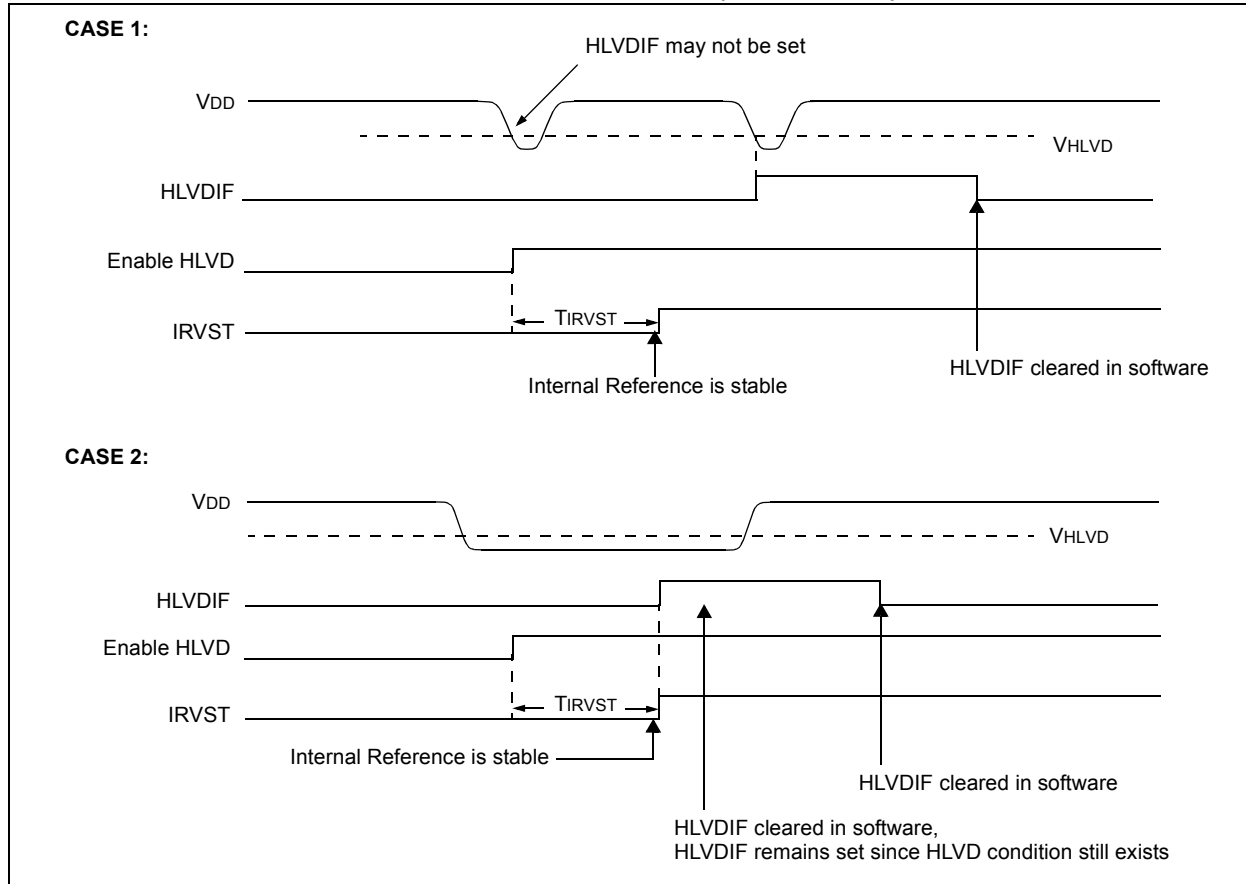 CASE 1:
HLVDIF may not be set
VDD
VHLVD
HLVDIF
Enable HLVD
TIRVST
IRVST
HLVDIF cleared in software
Internal Reference is stable
CASE 2:
VDD
VHLVD
HLVDIF
Enable HLVD
TIRVST
IRVST
Internal Reference is stable
HLVDIF cleared in software
HLVDIF cleared in software,
HLVDIF remains set since HLVD condition still exists